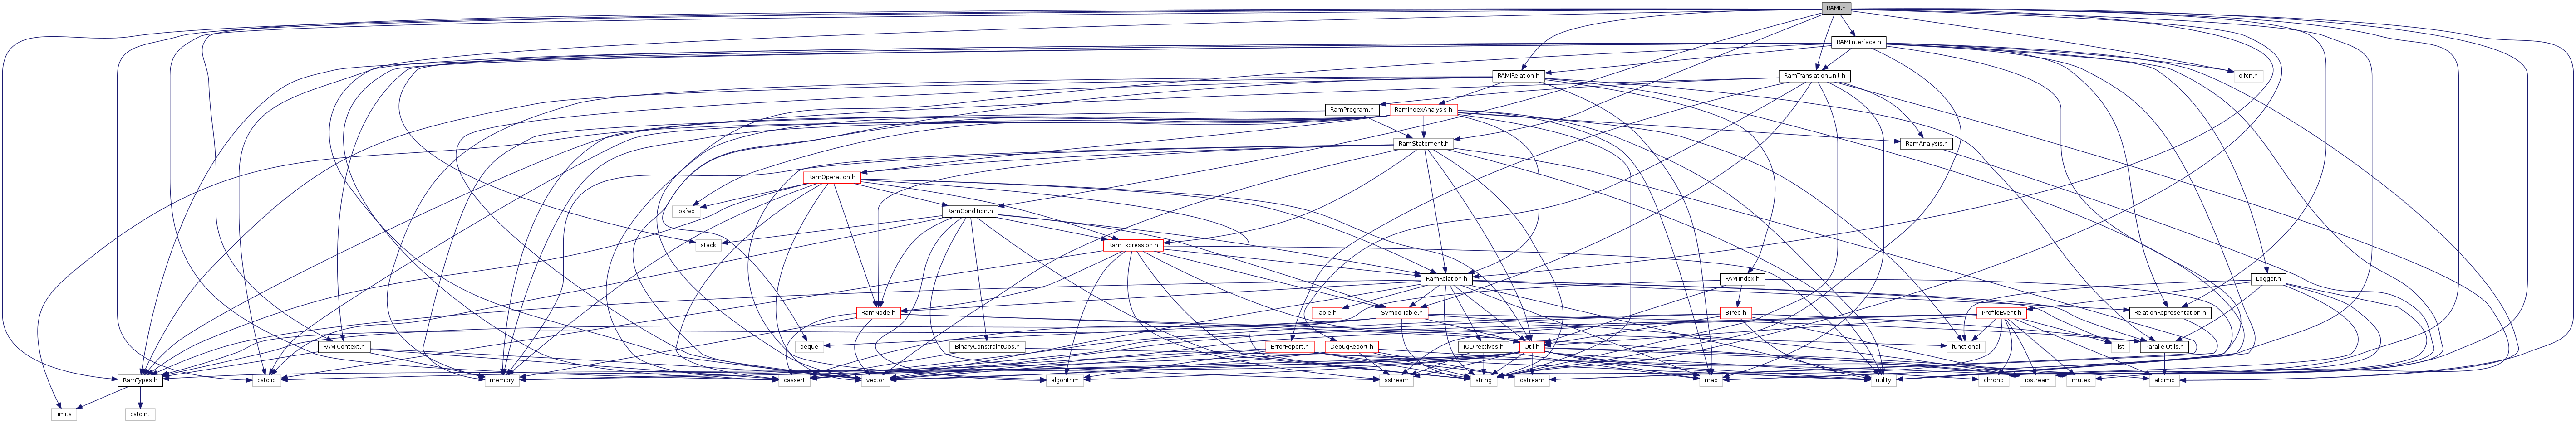 RAMI.h
RAMIInterface.h
dlfcn.h
RAMIRelation.h
RamTranslationUnit.h
RamProgram.h
RamIndexAnalysis.h
RamStatement.h
RamAnalysis.h
RamOperation.h
iosfwd
RamCondition.h
stack
RamExpression.h
RamRelation.h
RAMIIndex.h
Logger.h
RamNode.h
Table.h
SymbolTable.h
BTree.h
ProfileEvent.h
RelationRepresentation.h
RAMIContext.h
deque
BinaryConstraintOps.h
ErrorReport.h
DebugReport.h
IODirectives.h
Util.h
functional
list
ParallelUtils.h
RamTypes.h
cstdlib
memory
cassert
vector
algorithm
sstream
string
ostream
map
utility
chrono
iostream
mutex
atomic
limits
cstdint